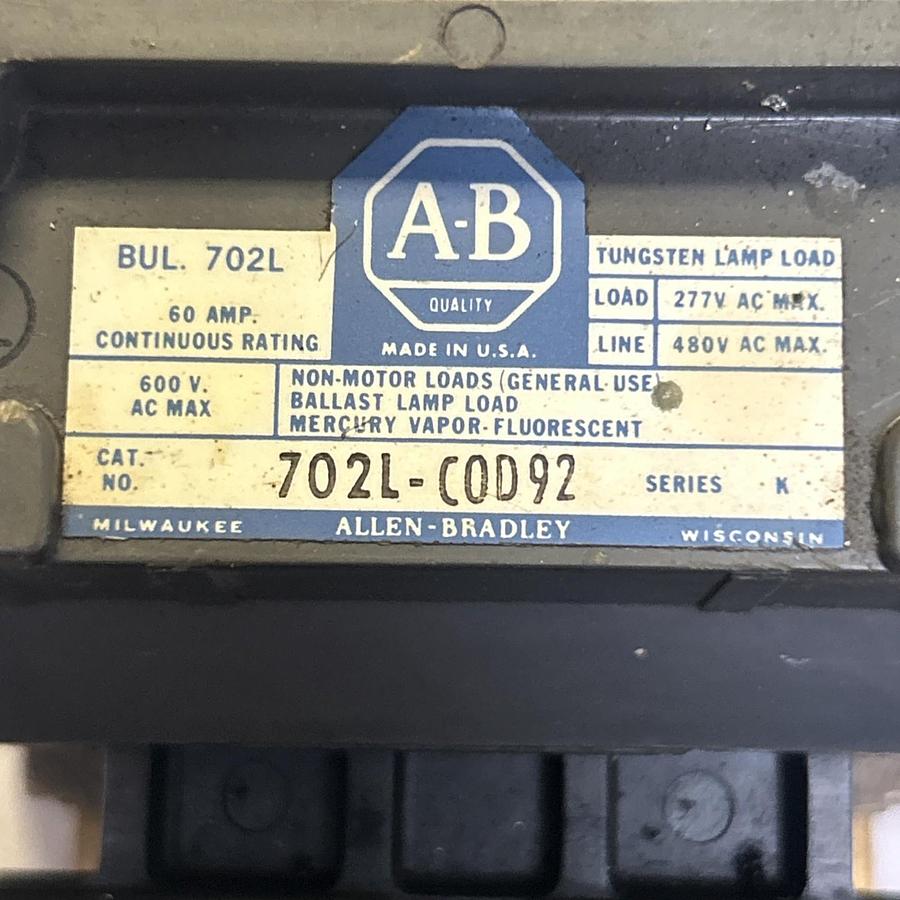 A-B
QUALITY
MADE IN U.S.A.
BUL. 702L
60 AMP.
CONTINUOUS RATING
TUNGSTEN LAMP LOAD
LOAD 277V AC MAX.
LINE 480V AC MAX.
600 V.
AC MAX
NON-MOTOR LOADS (GENERAL USE)
BALLAST LAMP LOAD
MERCURY VAPOR-FLUORESCENT
CAT.
NO.
702L-COD92
SERIES K
MILWAUKEE ALLEN-BRADLEY WISCONSIN